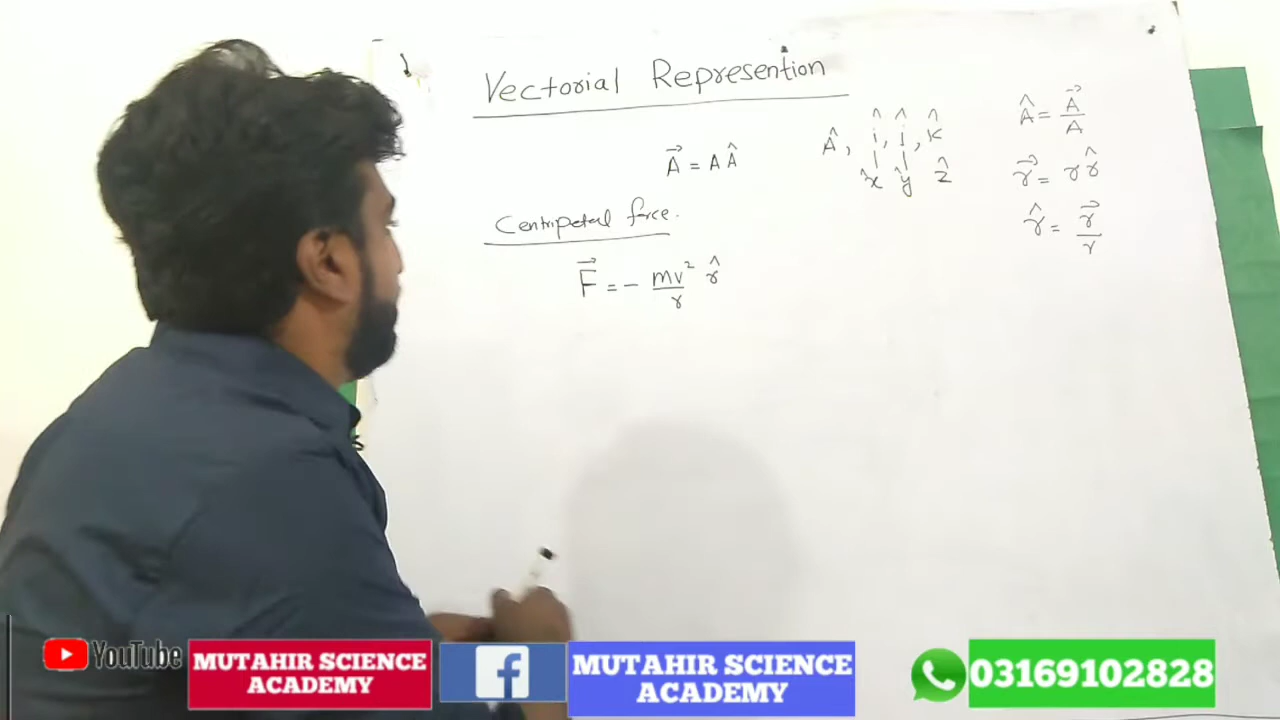 Vectorial Represention
A⃗ = A Â
Â, î, ĵ, k̂
x̂ ŷ ẑ
Â = A⃗/A
r⃗ = r r̂
r̂ = r⃗/r
Centripetal force.
F⃗ = - mv²/r r̂
YouTube
MUTAHIR SCIENCE
ACADEMY
f
MUTAHIR SCIENCE
ACADEMY
03169102828